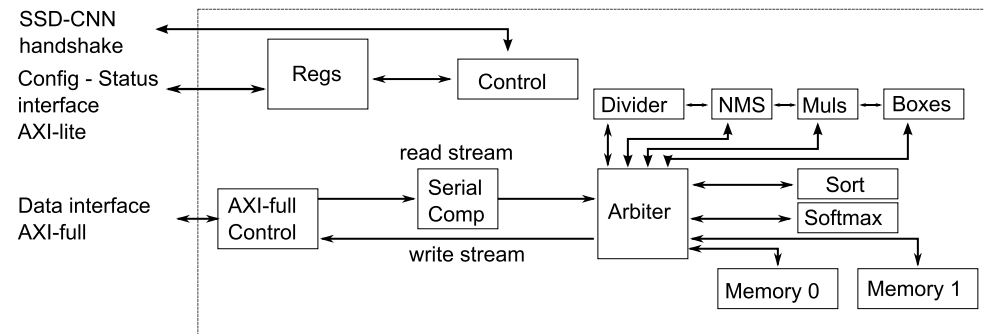 SSD-CNN
handshake
Config - Status
interface
AXI-lite
Regs
Control
Divider
NMS
Muls
Boxes
read stream
Data interface
AXI-full
AXI-full
Control
Serial
Comp
Arbiter
Sort
Softmax
write stream
Memory 0
Memory 1